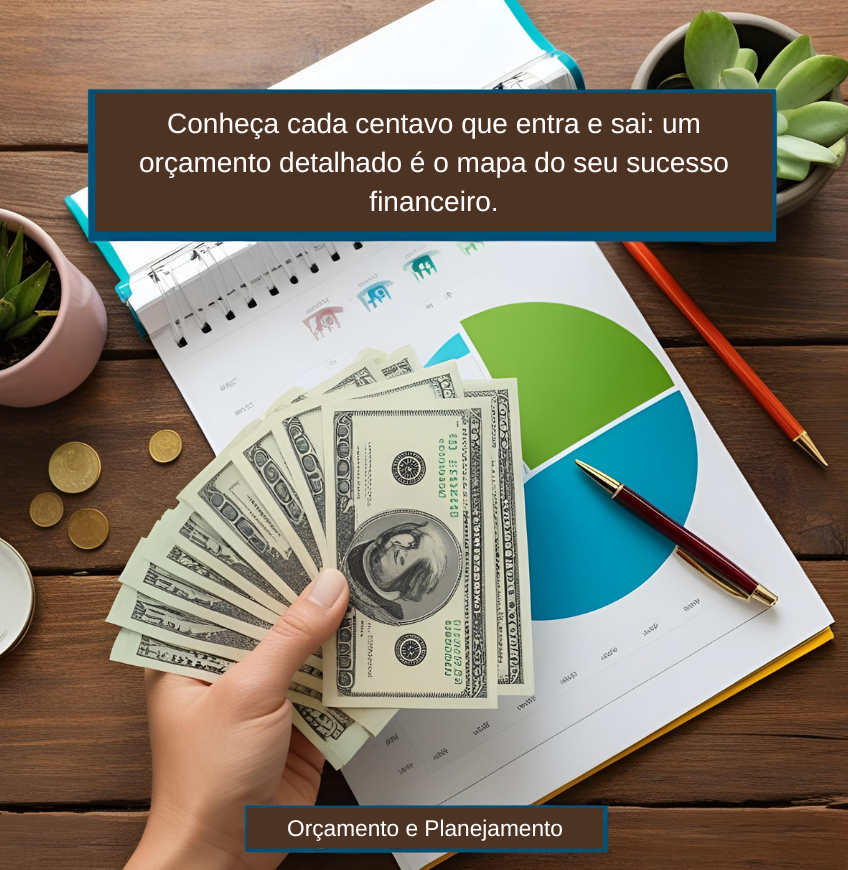 Conheça cada centavo que entra e sai: um
orçamento detalhado é o mapa do seu sucesso
financeiro.
Orçamento e Planejamento